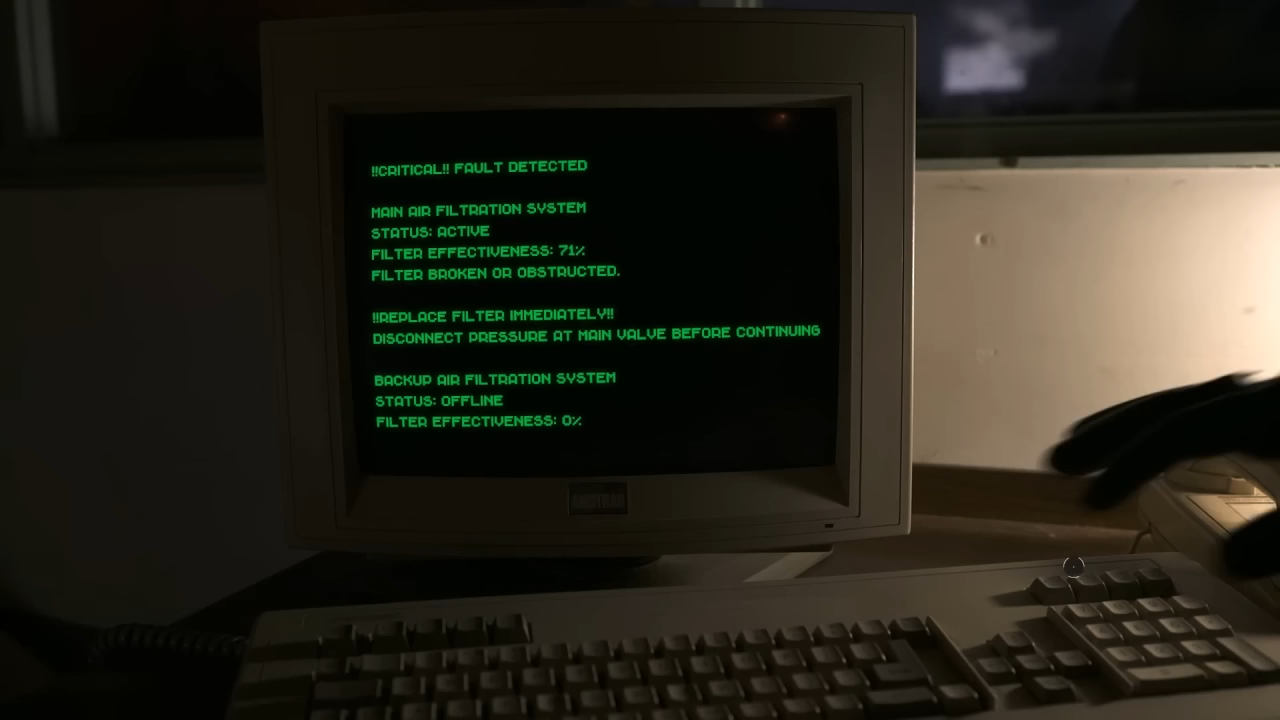 !!CRITICAL!! FAULT DETECTED
MAIN AIR FILTRATION SYSTEM
STATUS: ACTIVE
FILTER EFFECTIVENESS: 71%
FILTER BROKEN OR OBSTRUCTED.
!!REPLACE FILTER IMMEDIATELY!!
DISCONNECT PRESSURE AT MAIN VALVE BEFORE CONTINUING
BACKUP AIR FILTRATION SYSTEM
STATUS: OFFLINE
FILTER EFFECTIVENESS: 0%